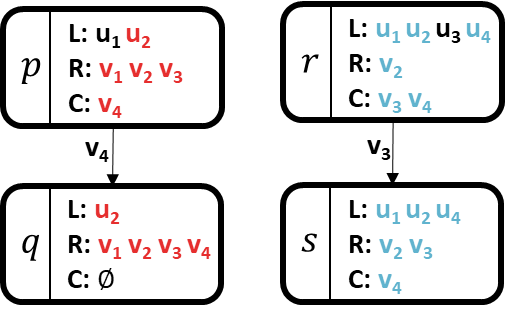 p
L: u₁ u₂
R: v₁ v₂ v₃
C: v₄
v₄
q
L: u₂
R: v₁ v₂ v₃ v₄
C: ∅
r
L: u₁ u₂ u₃ u₄
R: v₂
C: v₃ v₄
v₃
s
L: u₁ u₂ u₄
R: v₂ v₃
C: v₄